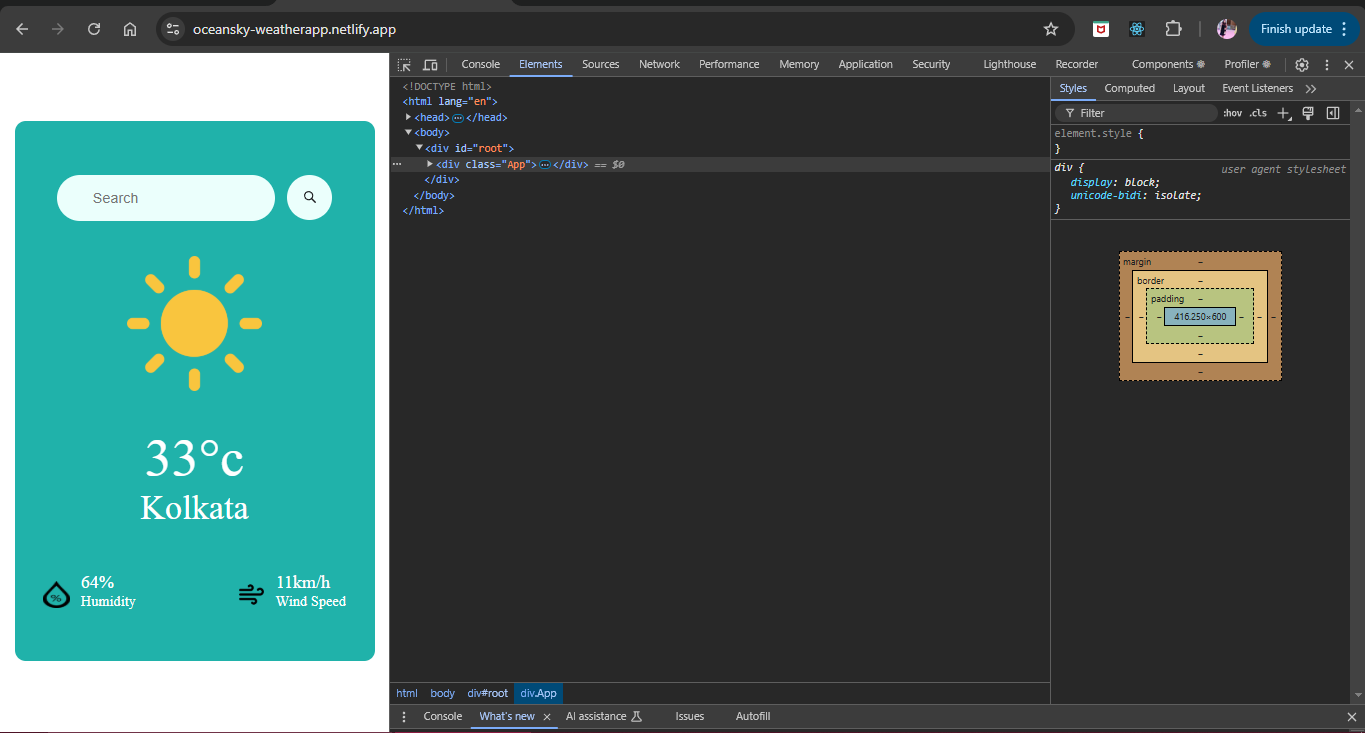 oceansky-weatherapp.netlify.app
Finish update
Search
33°c
Kolkata
64%
Humidity
11km/h
Wind Speed
Console Elements Sources Network Performance Memory Application Security Lighthouse Recorder Components Profiler
<!DOCTYPE html>
<html lang="en">
<head>…</head>
<body>
<div id="root">
<div class="App">…</div> == $0
</div>
</body>
</html>
html body div#root div.App
Styles Computed Layout Event Listeners
Filter :hov .cls
element.style {
}
div { user agent stylesheet
display: block;
unicode-bidi: isolate;
}
margin –
border –
padding –
– – – 416.250×600 – – –
–
–
–
Console What's new AI assistance Issues Autofill